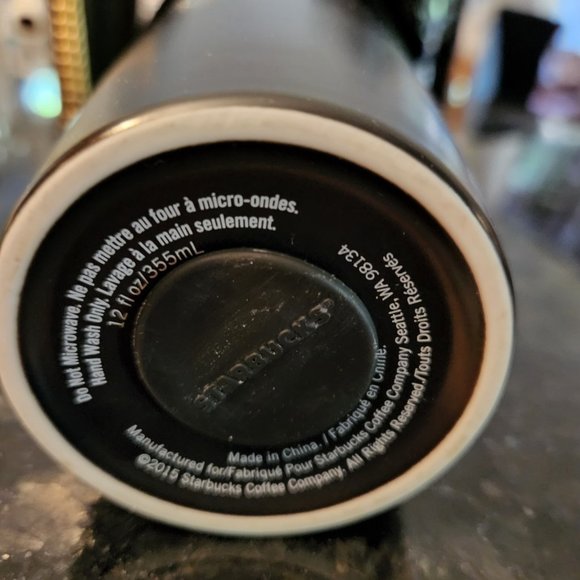 Do Not Microwave. Ne pas mettre au four à micro-ondes.
Hand Wash Only. Lavage à la main seulement.
12 fl oz/355mL
STARBUCKS®
Made in China. / Fabriqué en Chine.
Manufactured for/Fabriqué Pour Starbucks Coffee Company Seattle, WA 98134
©2015 Starbucks Coffee Company. All Rights Reserved./Touts Droits Réservés